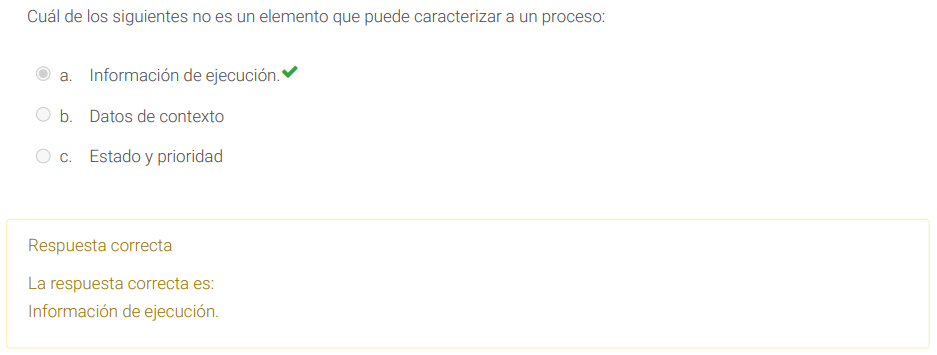 Cuál de los siguientes no es un elemento que puede caracterizar a un proceso:
a. Información de ejecución.
b. Datos de contexto
c. Estado y prioridad
Respuesta correcta
La respuesta correcta es:
Información de ejecución.